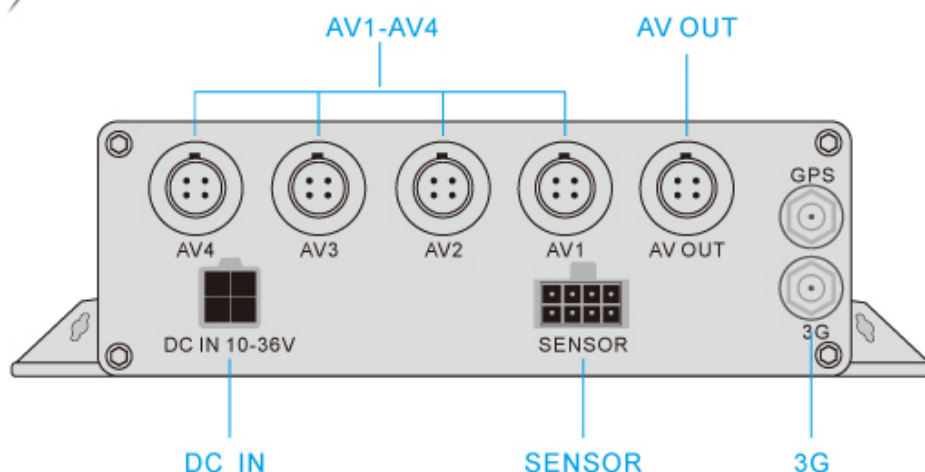 AV1-AV4 AV OUT
GPS
AV4 AV3 AV2 AV1 AV OUT
3G
DC IN 10-36V SENSOR
DC IN SENSOR 3G